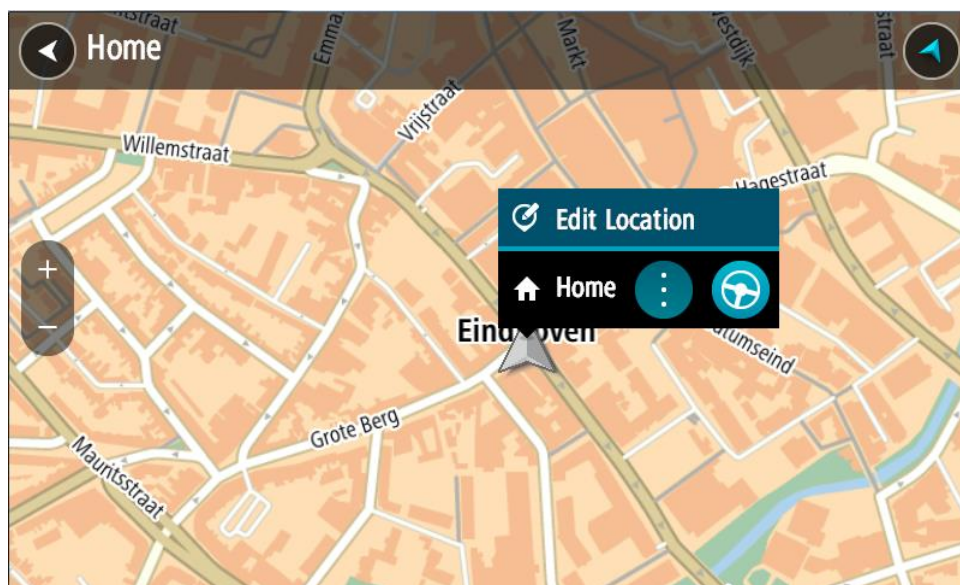 Home
Markt
Vrijstraat
Willemstraat
Edit Location
Home
Grote Berg
Mauritsstraat